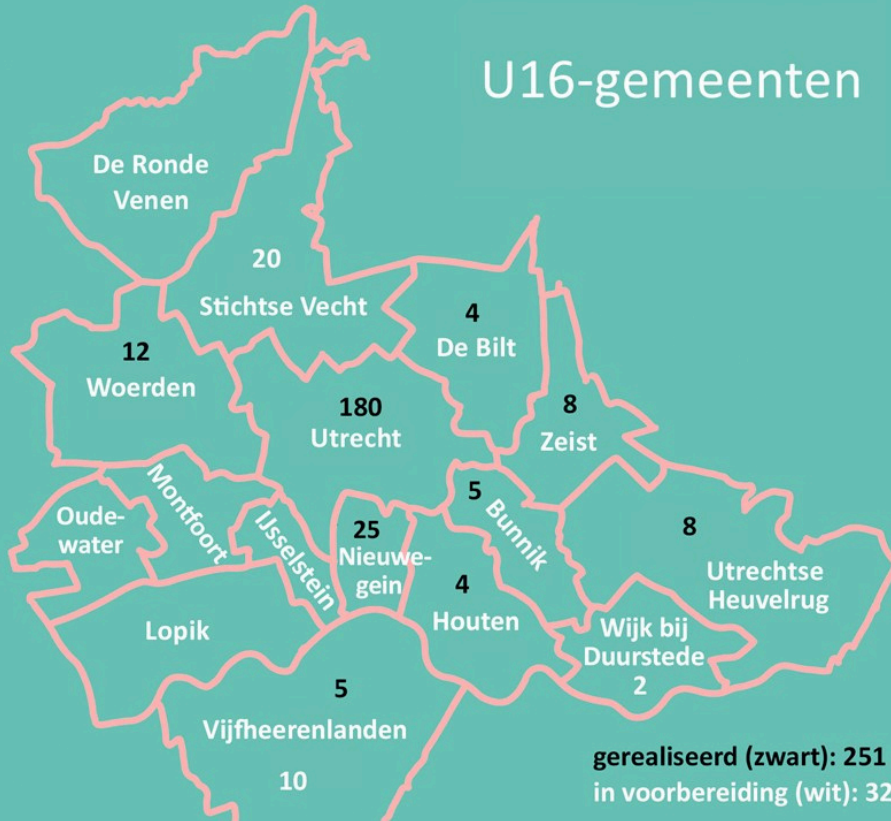 U16-gemeenten
De Ronde
Venen
20
Stichtse Vecht
4
De Bilt
12
Woerden
180
Utrecht
8
Zeist
Oude-
water
Montfoort
IJsselstein
25
Nieuwe-
gein
5
Bunnik
8
Utrechtse
Heuvelrug
4
Houten
Lopik
Wijk bij
Duurstede
2
5
Vijfheerenlanden
10
gerealiseerd (zwart): 251
in voorbereiding (wit): 32